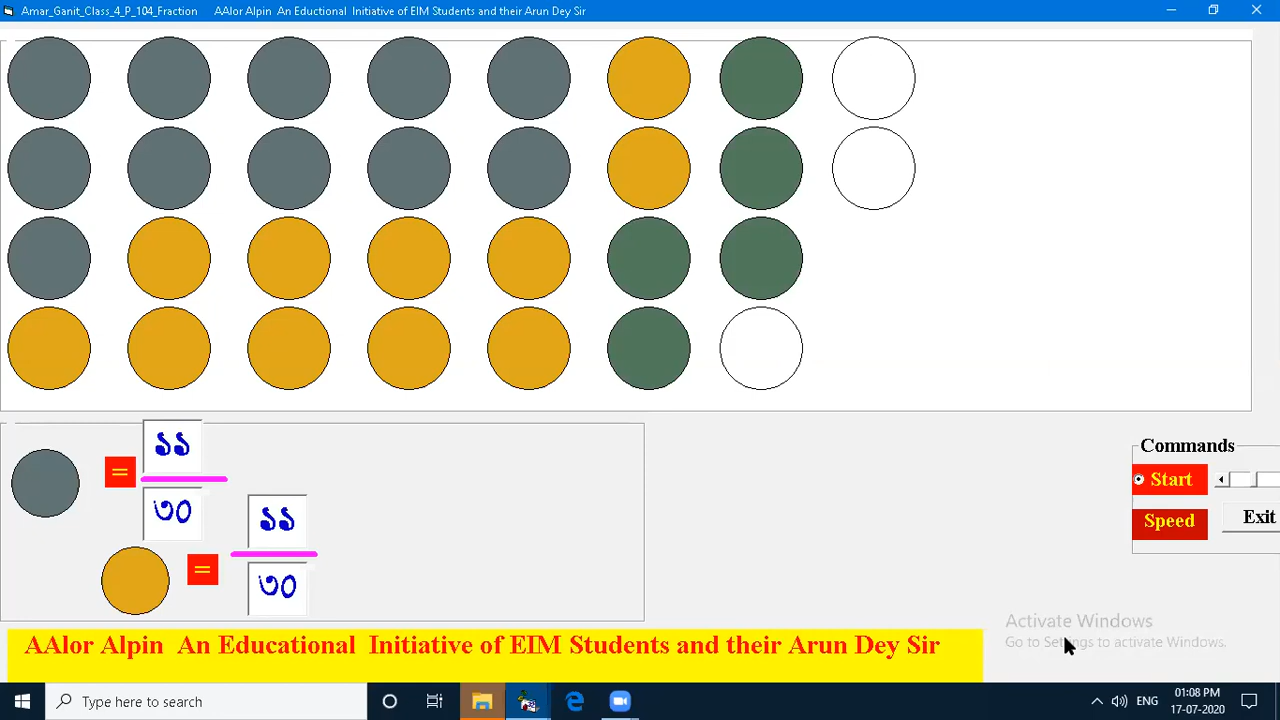 Amar_Ganit_Class_4_P_104_Fraction AAlor Alpin An Eductional Initiative of EIM Students and their Arun Dey Sir
=
১১
৩০
=
১১
৩০
Commands
Start
Speed
Exit
Activate Windows
Go to Settings to activate Windows.
AAlor Alpin An Educational Initiative of EIM Students and their Arun Dey Sir
Type here to search
ENG
01:08 PM
17-07-2020